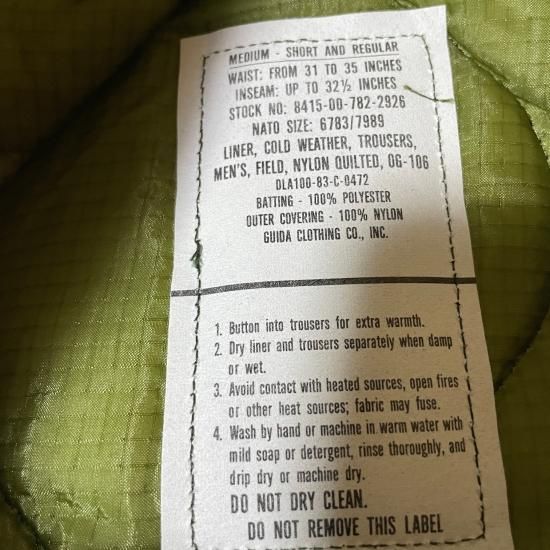 MEDIUM - SHORT AND REGULAR
WAIST: FROM 31 TO 35 INCHES
INSEAM: UP TO 32½ INCHES
STOCK NO: 8415-00-782-2926
NATO SIZE: 6783/7989
LINER, COLD WEATHER, TROUSERS,
MEN'S, FIELD, NYLON QUILTED, OG-106
DLA100-83-C-0472
BATTING - 100% POLYESTER
OUTER COVERING - 100% NYLON
GUIDA CLOTHING CO., INC.
1. Button into trousers for extra warmth.
2. Dry liner and trousers separately when damp
or wet.
3. Avoid contact with heated sources, open fires
or other heat sources; fabric may fuse.
4. Wash by hand or machine in warm water with
mild soap or detergent, rinse thoroughly, and
drip dry or machine dry.
DO NOT DRY CLEAN.
DO NOT REMOVE THIS LABEL